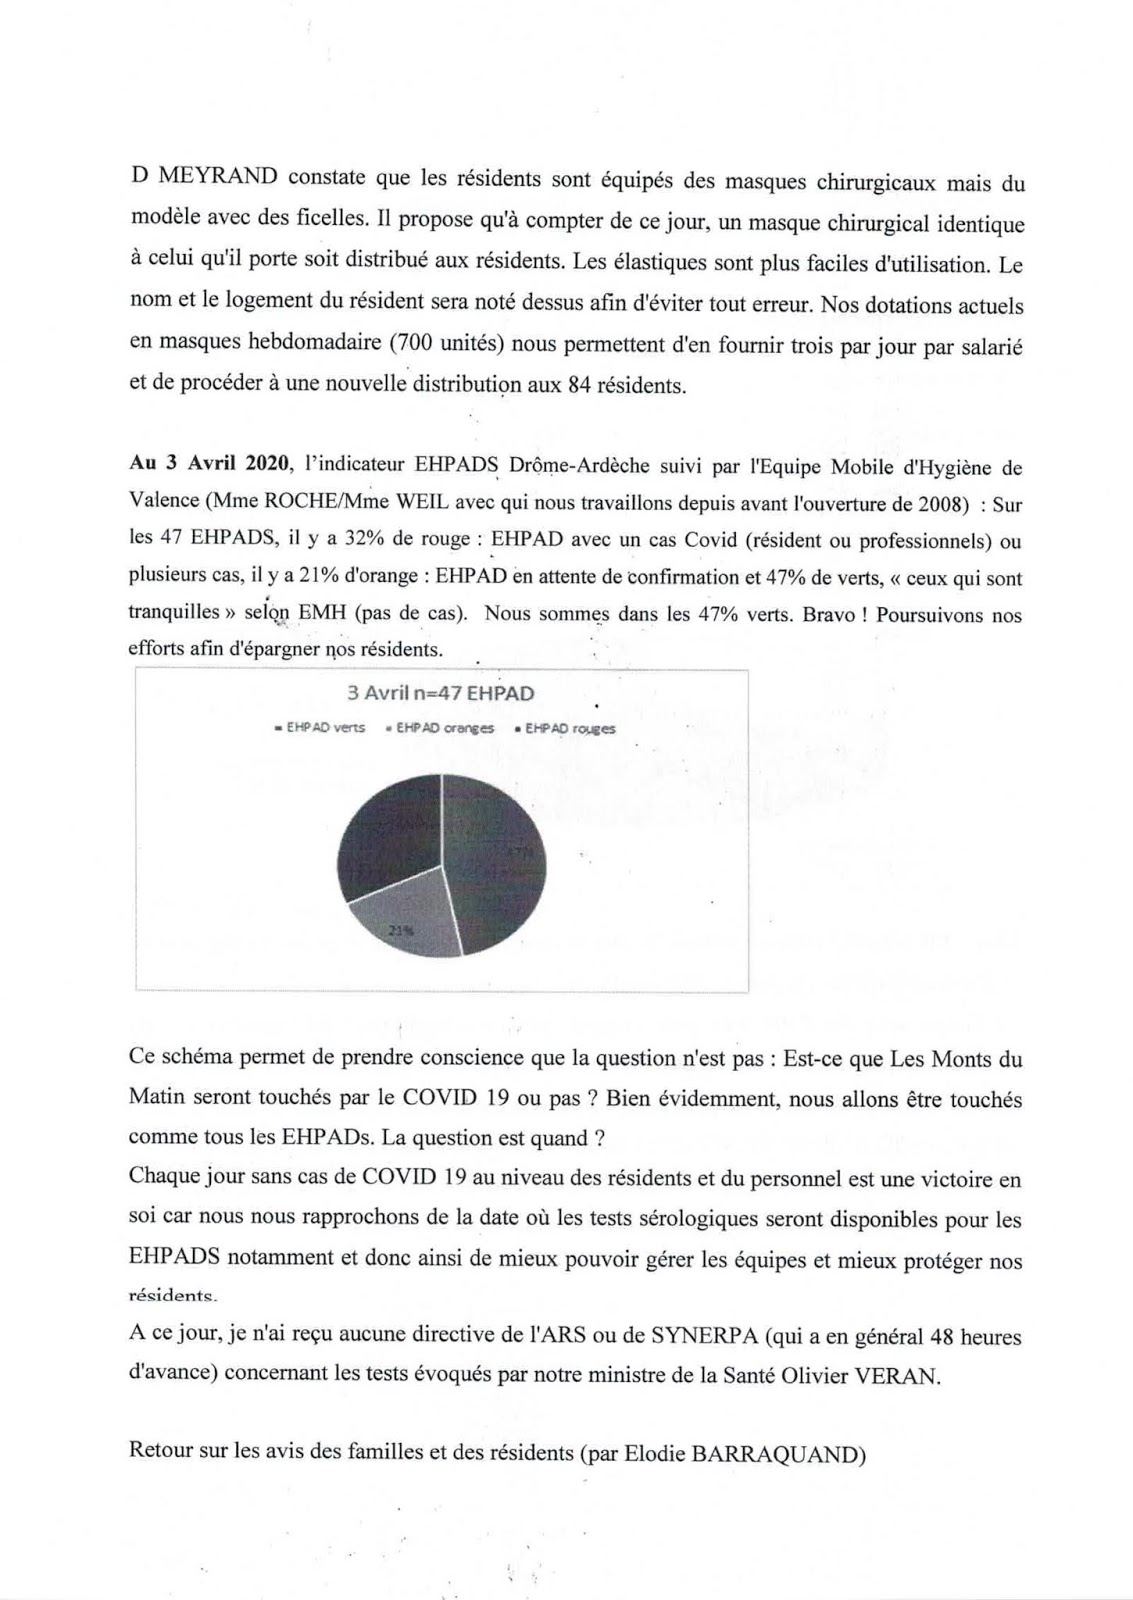 D MEYRAND constate que les résidents sont équipés des masques chirurgicaux mais du
modèle avec des ficelles. Il propose qu'à compter de ce jour, un masque chirurgical identique
à celui qu'il porte soit distribué aux résidents. Les élastiques sont plus faciles d'utilisation. Le
nom et le logement du résident sera noté dessus afin d'éviter tout erreur. Nos dotations actuels
en masques hebdomadaire (700 unités) nous permettent d'en fournir trois par jour par salarié
et de procéder à une nouvelle distribution aux 84 résidents.
Au 3 Avril 2020, l'indicateur EHPADS Drôme-Ardèche suivi par l'Equipe Mobile d'Hygiène de
Valence (Mme ROCHE/Mme WEIL avec qui nous travaillons depuis avant l'ouverture de 2008) : Sur
les 47 EHPADS, il y a 32% de rouge : EHPAD avec un cas Covid (résident ou professionnels) ou
plusieurs cas, il y a 21% d'orange : EHPAD en attente de confirmation et 47% de verts, « ceux qui sont
tranquilles » selon EMH (pas de cas). Nous sommes dans les 47% verts. Bravo ! Poursuivons nos
efforts afin d'épargner nos résidents.
3 Avril n=47 EHPAD
EHPAD verts EHPAD oranges EHPAD rouges
47%
21%
Ce schéma permet de prendre conscience que la question n'est pas : Est-ce que Les Monts du
Matin seront touchés par le COVID 19 ou pas ? Bien évidemment, nous allons être touchés
comme tous les EHPADs. La question est quand ?
Chaque jour sans cas de COVID 19 au niveau des résidents et du personnel est une victoire en
soi car nous nous rapprochons de la date où les tests sérologiques seront disponibles pour les
EHPADS notamment et donc ainsi de mieux pouvoir gérer les équipes et mieux protéger nos
résidents.
A ce jour, je n'ai reçu aucune directive de l'ARS ou de SYNERPA (qui a en général 48 heures
d'avance) concernant les tests évoqués par notre ministre de la Santé Olivier VERAN.
Retour sur les avis des familles et des résidents (par Elodie BARRAQUAND)